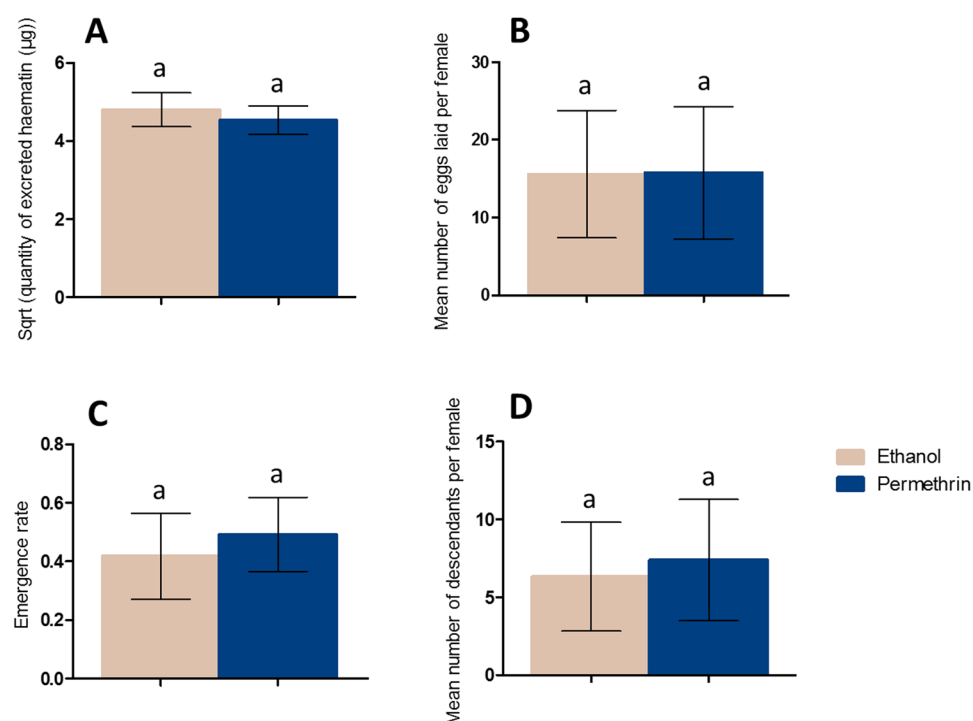 A
Sqrt (quantity of excreted haematin (µg))
6
4
2
0
a
a
B
Mean number of eggs laid per female
30
20
10
0
a
a
C
Emergence rate
0.8
0.6
0.4
0.2
0.0
a
a
D
Mean number of descendants per female
15
10
5
0
a
a
Ethanol
Permethrin